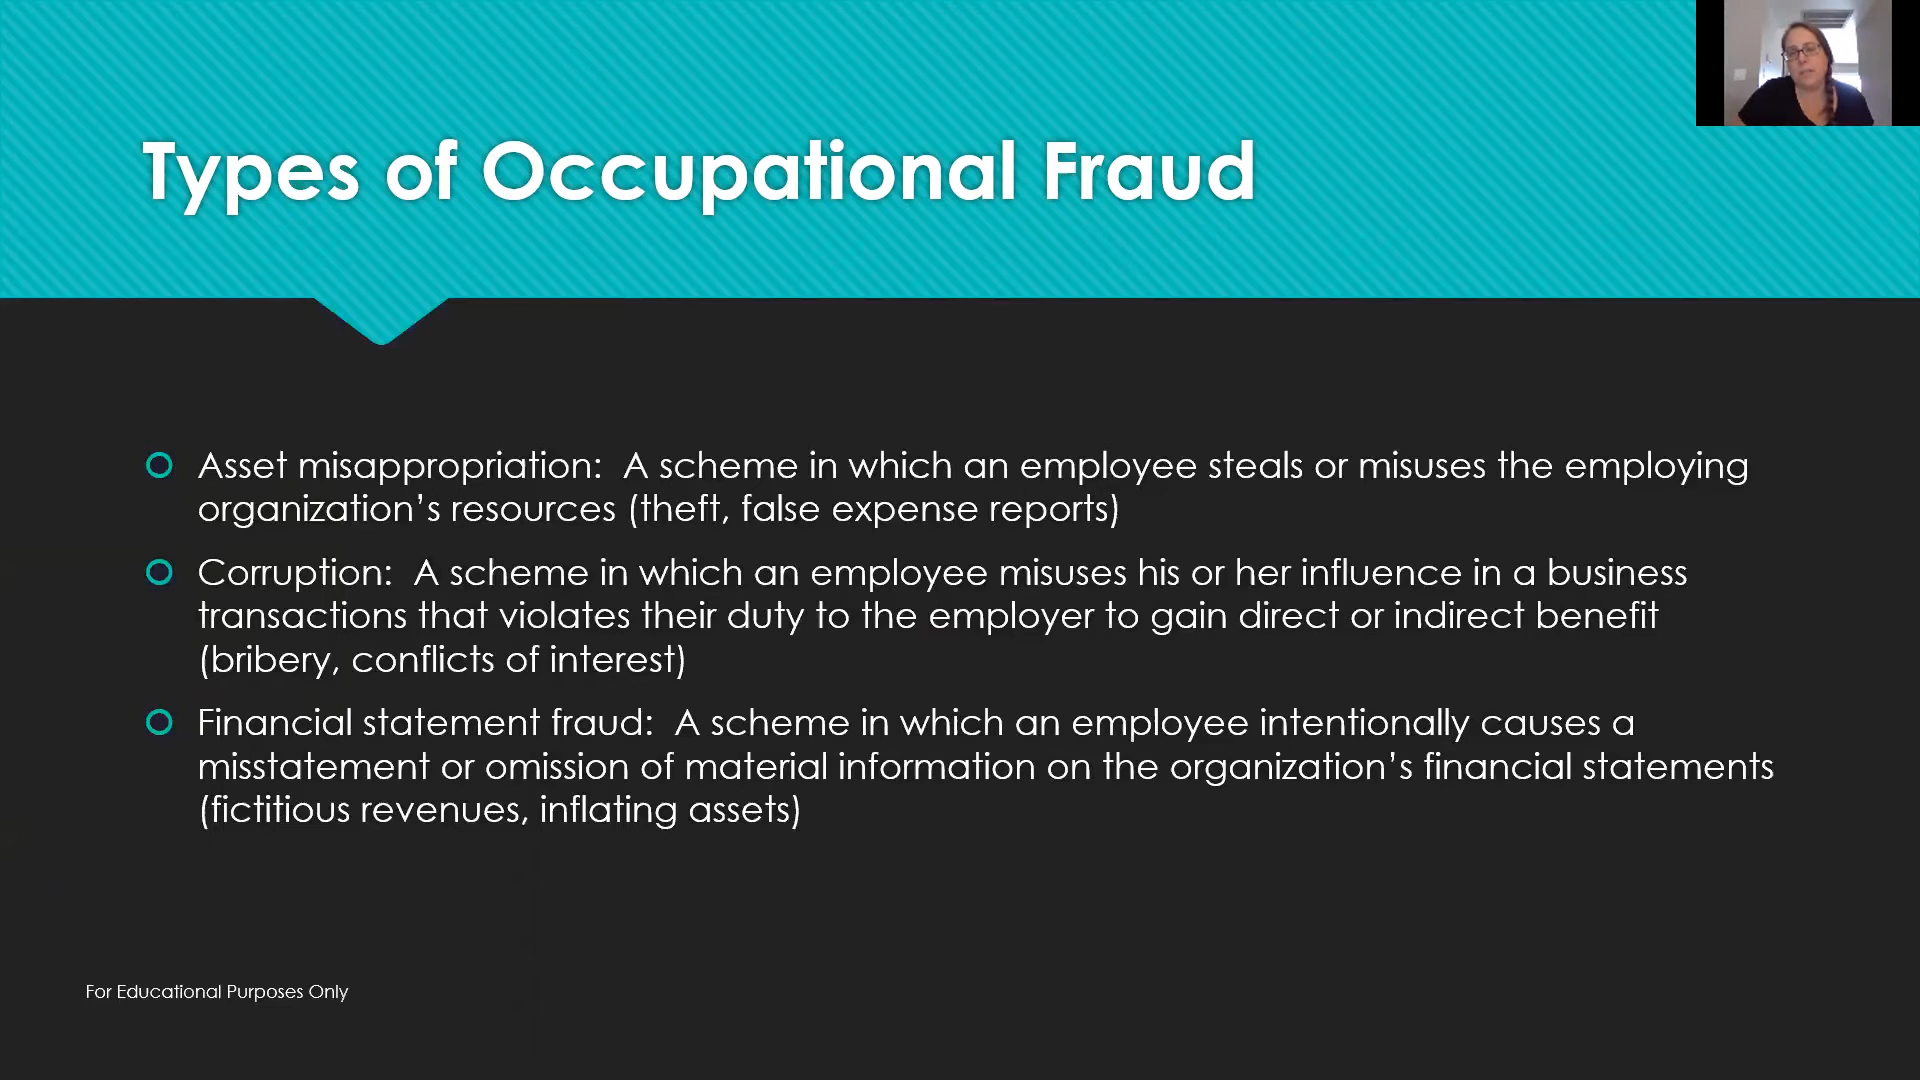 Types of Occupational Fraud
Asset misappropriation:  A scheme in which an employee steals or misuses the employing
organization’s resources (theft, false expense reports)
Corruption:  A scheme in which an employee misuses his or her influence in a business
transactions that violates their duty to the employer to gain direct or indirect benefit
(bribery, conflicts of interest)
Financial statement fraud:  A scheme in which an employee intentionally causes a
misstatement or omission of material information on the organization’s financial statements
(fictitious revenues, inflating assets)
For Educational Purposes Only